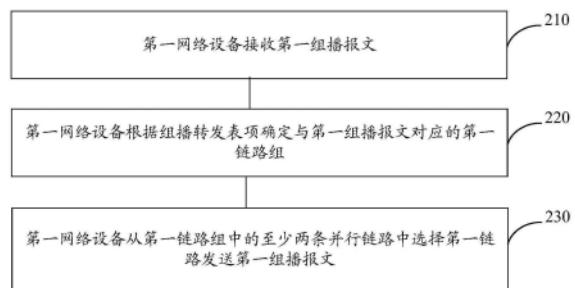 第一网络设备接收第一组播报文
210
第一网络设备根据组播转发表项确定与第一组播报文对应的第一
链路组
220
第一网络设备从第一链路组中的至少两条并行链路中选择第一链
路发送第一组播报文
230